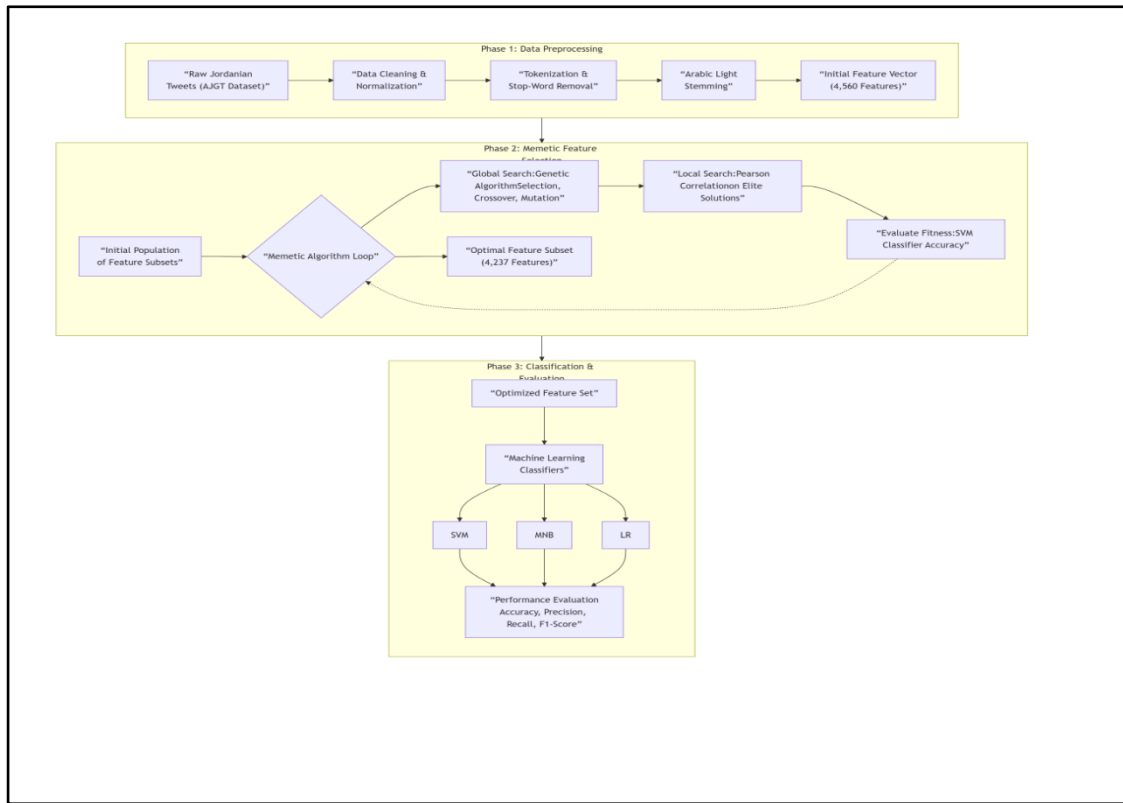 Phase 1: Data Preprocessing
“Raw Jordanian
Tweets (AJGT Dataset)”
“Data Cleaning &
Normalization”
“Tokenization &
Stop-Word Removal”
“Arabic Light
Stemming”
“Initial Feature Vector
(4,560 Features)”
Phase 2: Memetic Feature
Selection
“Global Search:Genetic
AlgorithmSelection,
Crossover, Mutation”
“Local Search:Pearson
Correlationon Elite
Solutions”
“Initial Population
of Feature Subsets”
“Memetic Algorithm Loop”
“Optimal Feature Subset
(4,237 Features)”
“Evaluate Fitness:SVM
Classifier Accuracy”
Phase 3: Classification &
Evaluation
“Optimized Feature Set”
“Machine Learning
Classifiers”
SVM
MNB
LR
“Performance Evaluation
Accuracy, Precision,
Recall, F1-Score”